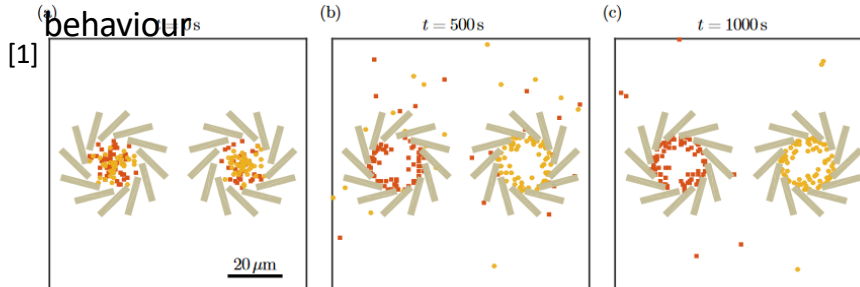 behaviour
[1]
(a)
(b) t = 500 s
(c) t = 1000 s
20 μm